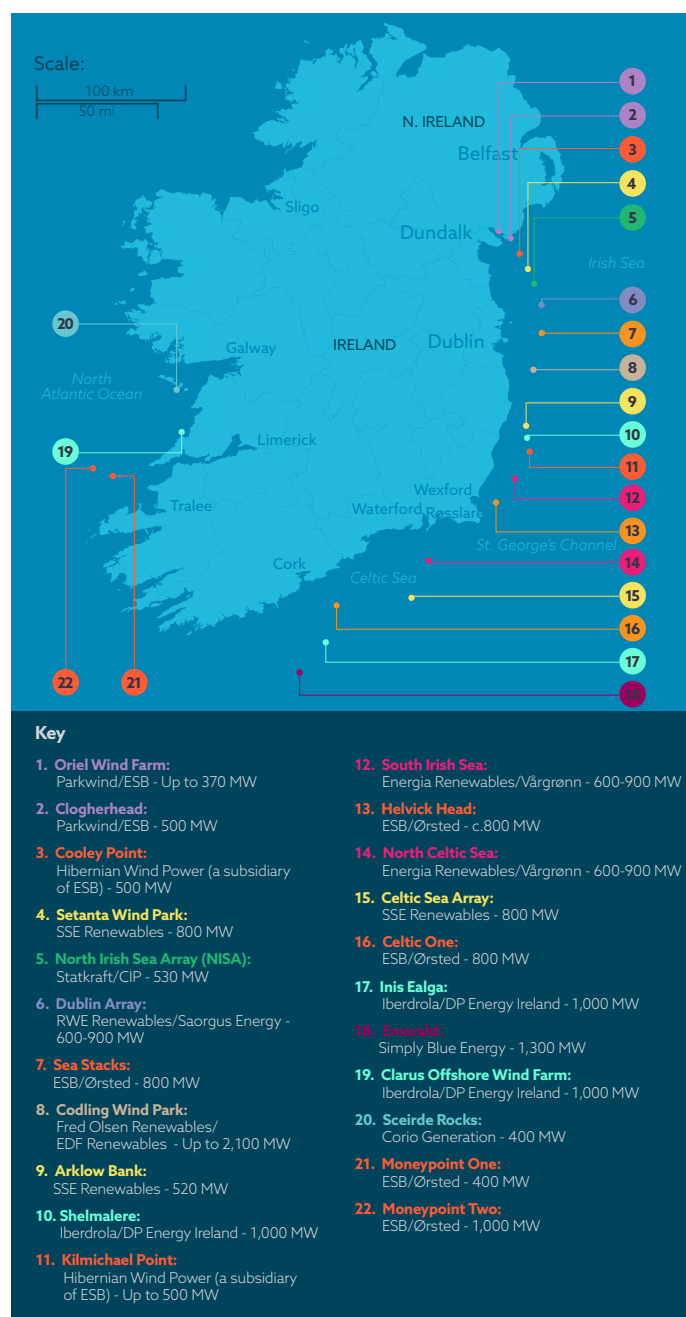 Scale:
100 km
50 mi
N. IRELAND
Belfast
Sligo
Dundalk
Irish Sea
Galway
IRELAND
Dublin
North
Atlantic Ocean
Limerick
Wexford
Tralee
Waterford
Røsslare
St. George's Channel
Cork
Celtic Sea
1
2
3
4
5
6
7
8
9
10
11
12
13
14
15
16
17
18
20
19
22
21
Key
1. Oriel Wind Farm:
Parkwind/ESB - Up to 370 MW
2. Clogherhead:
Parkwind/ESB - 500 MW
3. Cooley Point:
Hibernian Wind Power (a subsidiary
of ESB) - 500 MW
4. Setanta Wind Park:
SSE Renewables - 800 MW
5. North Irish Sea Array (NISA):
Statkraft/CIP - 530 MW
6. Dublin Array:
RWE Renewables/Saorgus Energy -
600-900 MW
7. Sea Stacks:
ESB/Ørsted - 800 MW
8. Codling Wind Park:
Fred Olsen Renewables/
EDF Renewables - Up to 2,100 MW
9. Arklow Bank:
SSE Renewables - 520 MW
10. Shelmalere:
Iberdrola/DP Energy Ireland - 1,000 MW
11. Kilmichael Point:
Hibernian Wind Power (a subsidiary
of ESB) - Up to 500 MW
12. South Irish Sea:
Energia Renewables/Vårgrønn - 600-900 MW
13. Helvick Head:
ESB/Ørsted - c.800 MW
14. North Celtic Sea:
Energia Renewables/Vårgrønn - 600-900 MW
15. Celtic Sea Array:
SSE Renewables - 800 MW
16. Celtic One:
ESB/Ørsted - 800 MW
17. Inis Ealga:
Iberdrola/DP Energy Ireland - 1,000 MW
18. Emerald:
Simply Blue Energy - 1,300 MW
19. Clarus Offshore Wind Farm:
Iberdrola/DP Energy Ireland - 1,000 MW
20. Sceirde Rocks:
Corio Generation - 400 MW
21. Moneypoint One:
ESB/Ørsted - 400 MW
22. Moneypoint Two:
ESB/Ørsted - 1,000 MW